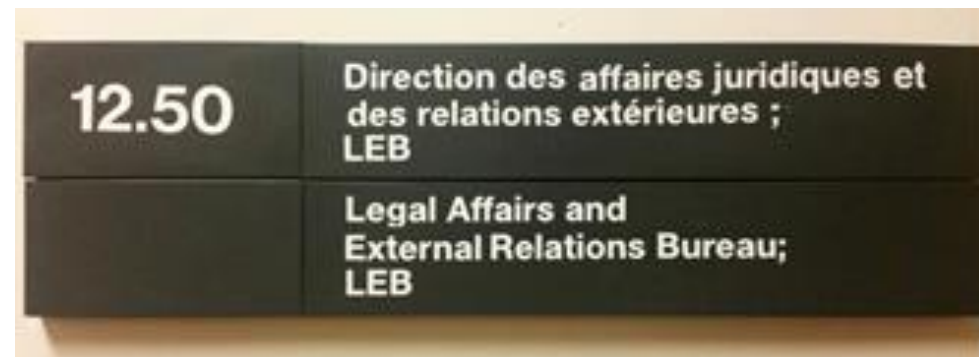 12.50
Direction des affaires juridiques et
des relations extérieures ;
LEB
Legal Affairs and
External Relations Bureau;
LEB